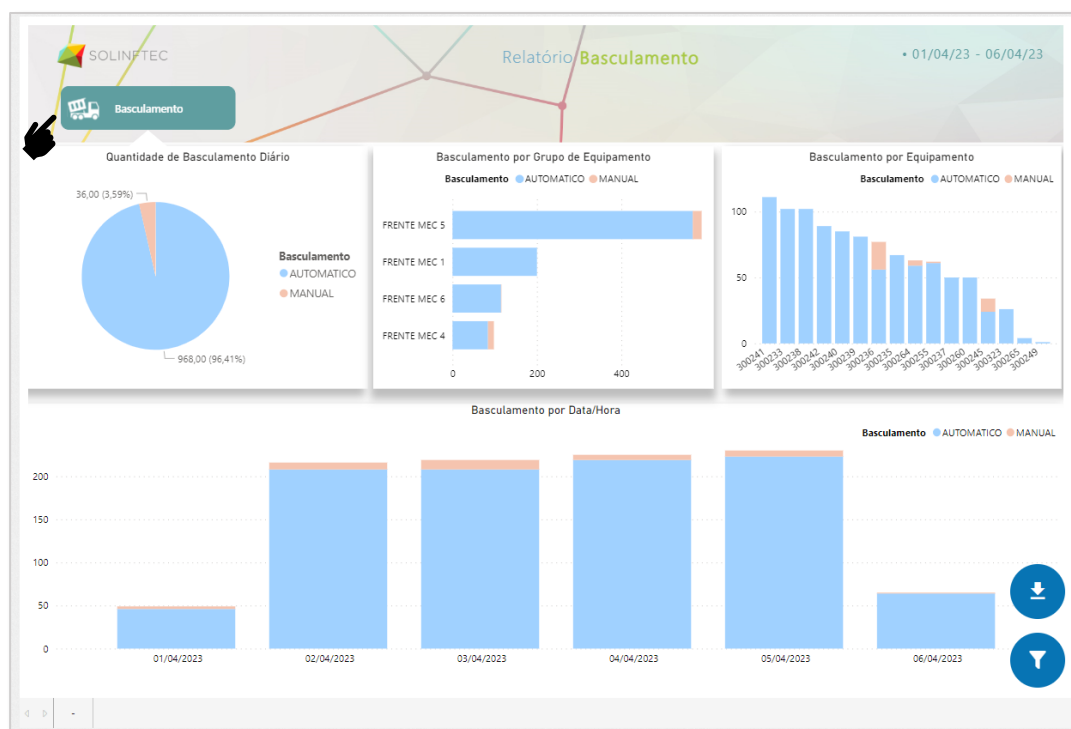 SOLINFTEC
Relatório Basculamento
• 01/04/23 - 06/04/23
Basculamento
Quantidade de Basculamento Diário
36,00 (3,59%)
968,00 (96,41%)
Basculamento
AUTOMATICO
MANUAL
Basculamento por Grupo de Equipamento
Basculamento AUTOMATICO MANUAL
FRENTE MEC 5
FRENTE MEC 1
FRENTE MEC 6
FRENTE MEC 4
0 200 400
Basculamento por Equipamento
Basculamento AUTOMATICO MANUAL
100
50
0
300241 300233 300238 300242 300240 300239 300236 300235 300264 300255 300237 300260 300245 300323 300265 300249
Basculamento por Data/Hora
Basculamento AUTOMATICO MANUAL
200
150
100
50
0
01/04/2023 02/04/2023 03/04/2023 04/04/2023 05/04/2023 06/04/2023
-